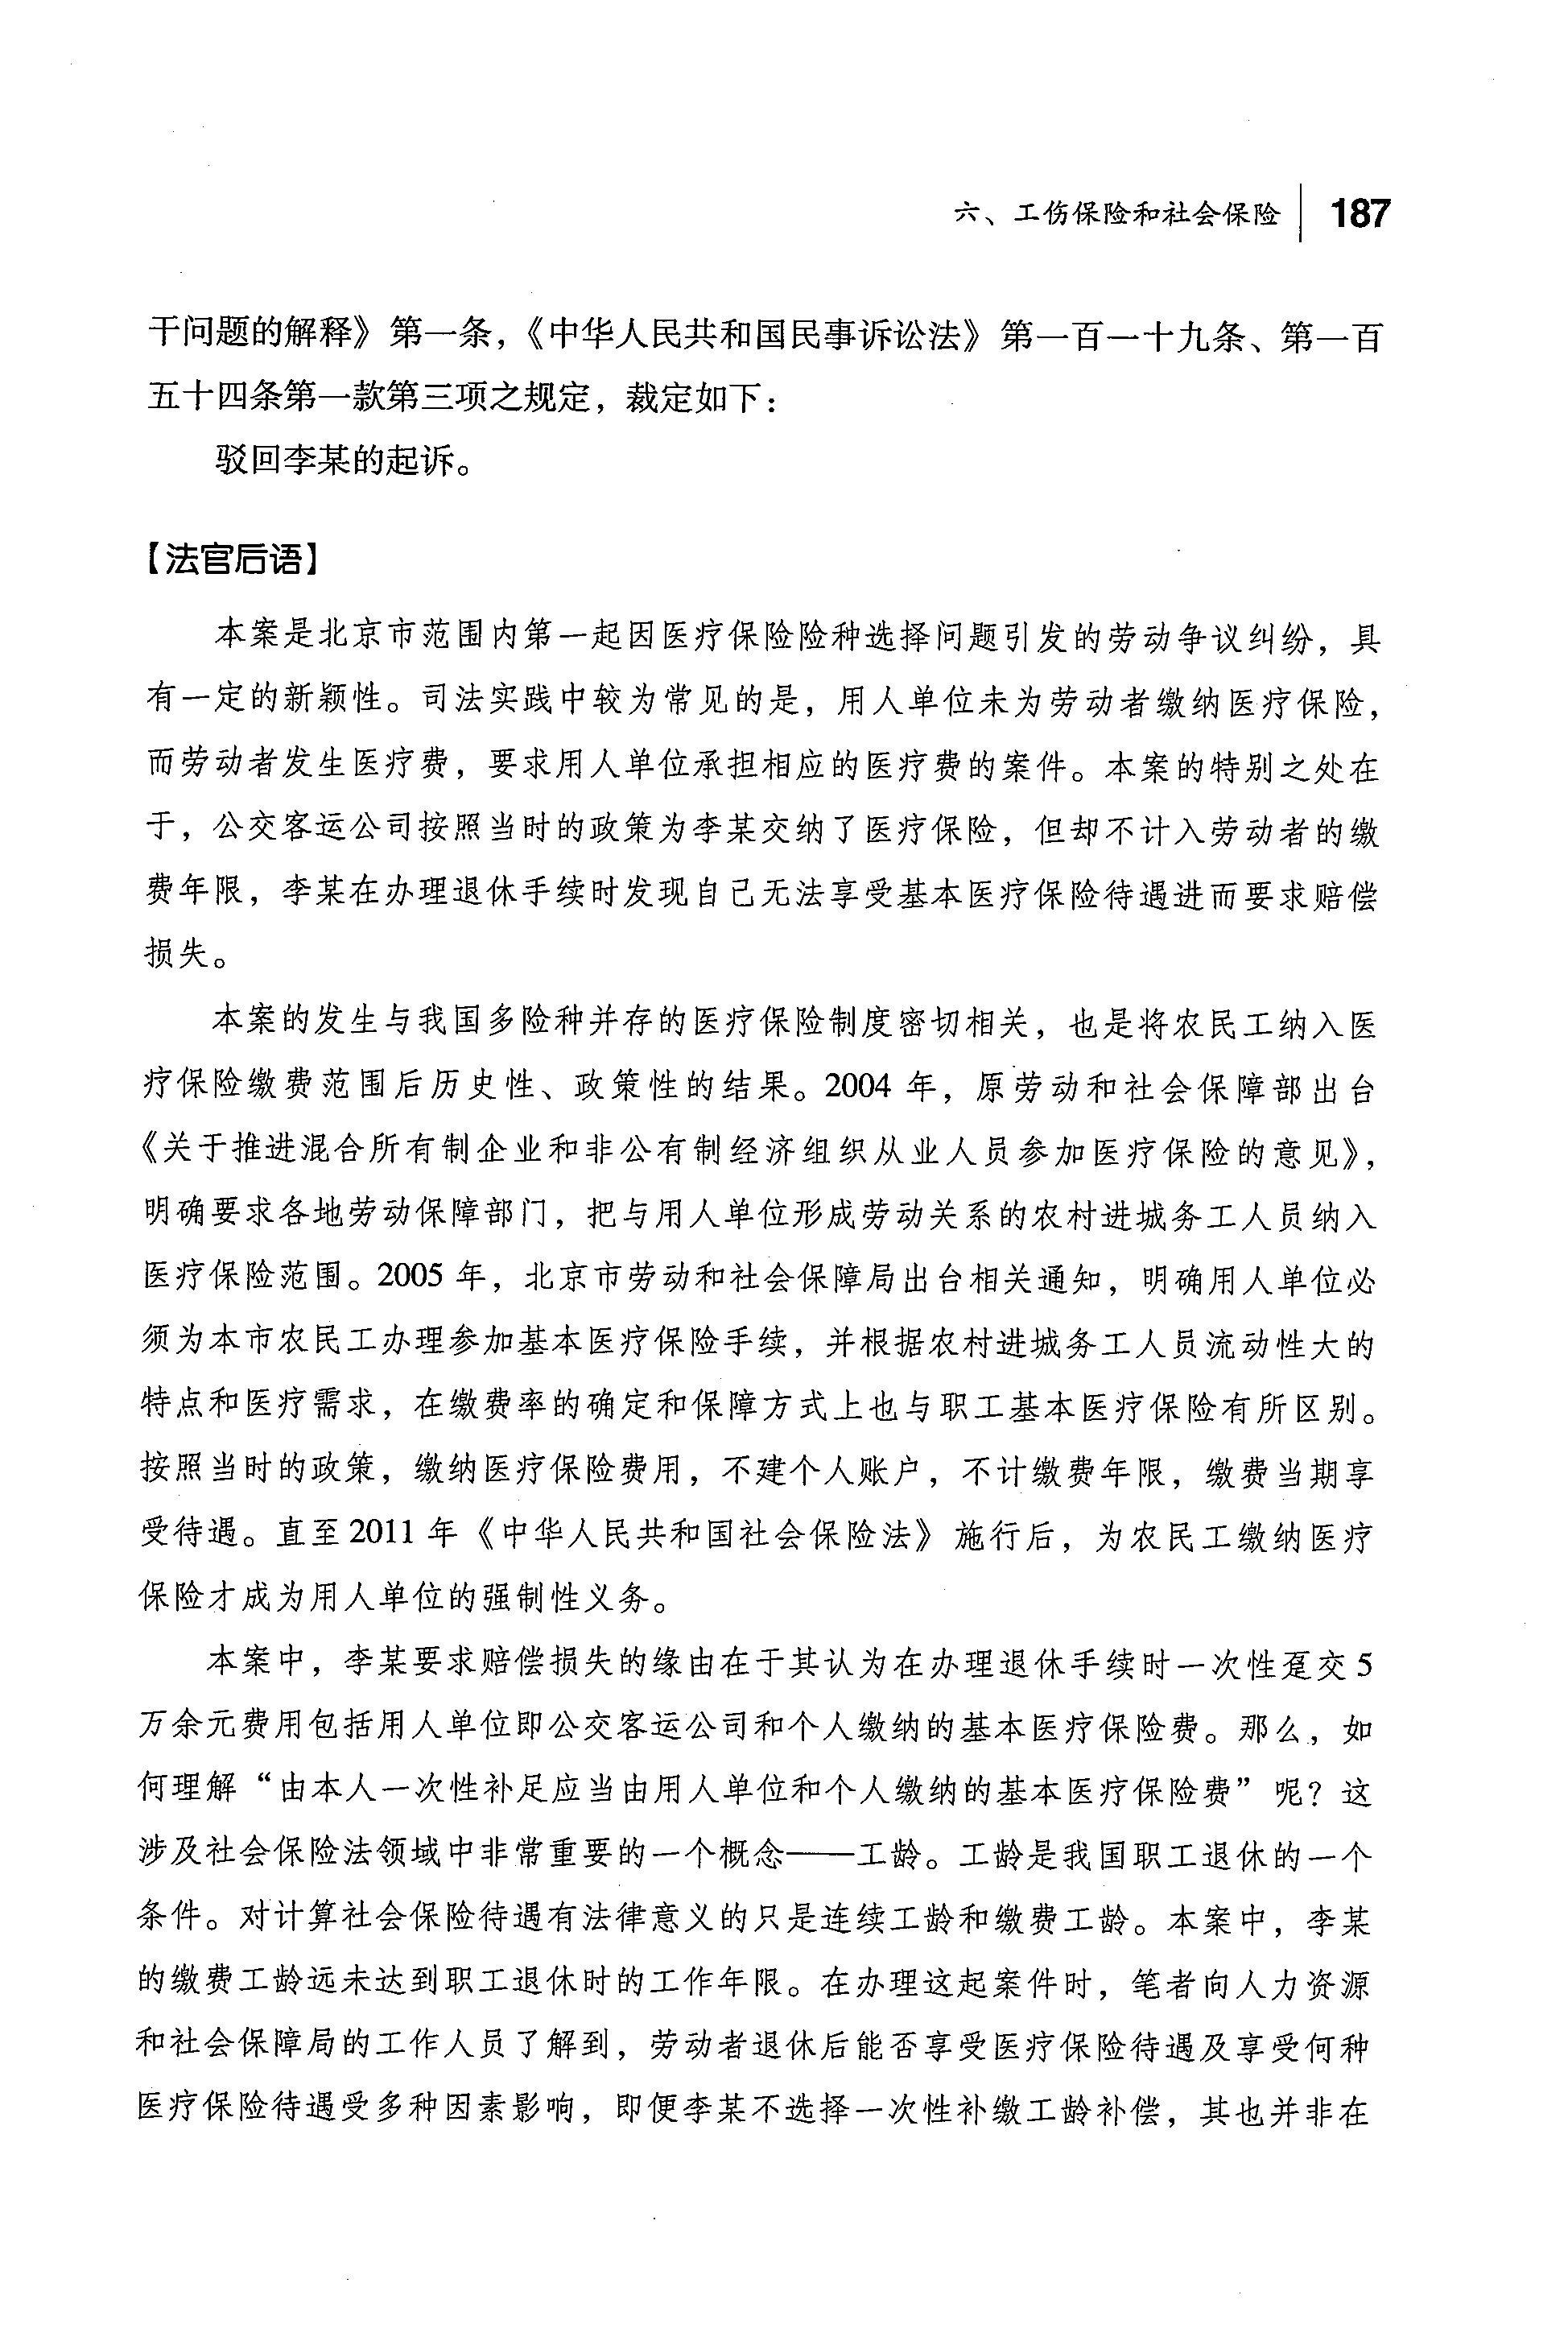 六、工伤保险和社会保险 187
干问题的解释》第一条，《中华人民共和国民事诉讼法》第一百一十九条、第一百
五十四条第一款第三项之规定，裁定如下：
驳回李某的起诉。
【法官后语】
本案是北京市范围内第一起因医疗保险险种选择问题引发的劳动争议纠纷，具
有一定的新颖性。司法实践中较为常见的是，用人单位未为劳动者缴纳医疗保险，
而劳动者发生医疗费，要求用人单位承担相应的医疗费的案件。本案的特别之处在
于，公交客运公司按照当时的政策为李某交纳了医疗保险，但却不计入劳动者的缴
费年限，李某在办理退休手续时发现自己无法享受基本医疗保险待遇进而要求赔偿
损失。
本案的发生与我国多险种并存的医疗保险制度密切相关，也是将农民工纳入医
疗保险缴费范围后历史性、政策性的结果。2004 年，原劳动和社会保障部出台
《关于推进混合所有制企业和非公有制经济组织从业人员参加医疗保险的意见》，
明确要求各地劳动保障部门，把与用人单位形成劳动关系的农村进城务工人员纳入
医疗保险范围。2005 年，北京市劳动和社会保障局出台相关通知，明确用人单位必
须为本市农民工办理参加基本医疗保险手续，并根据农村进城务工人员流动性大的
特点和医疗需求，在缴费率的确定和保障方式上也与职工基本医疗保险有所区别。
按照当时的政策，缴纳医疗保险费用，不建个人账户，不计缴费年限，缴费当期享
受待遇。直至 2011 年《中华人民共和国社会保险法》施行后，为农民工缴纳医疗
保险才成为用人单位的强制性义务。
本案中，李某要求赔偿损失的缘由在于其认为在办理退休手续时一次性趸交 5
万余元费用包括用人单位即公交客运公司和个人缴纳的基本医疗保险费。那么，如
何理解“由本人一次性补足应当由用人单位和个人缴纳的基本医疗保险费”呢？这
涉及社会保险法领域中非常重要的一个概念——工龄。工龄是我国职工退休的一个
条件。对计算社会保险待遇有法律意义的只是连续工龄和缴费工龄。本案中，李某
的缴费工龄远未达到职工退休时的工作年限。在办理这起案件时，笔者向人力资源
和社会保障局的工作人员了解到，劳动者退休后能否享受医疗保险待遇及享受何种
医疗保险待遇受多种因素影响，即便李某不选择一次性补缴工龄补偿，其也并非在